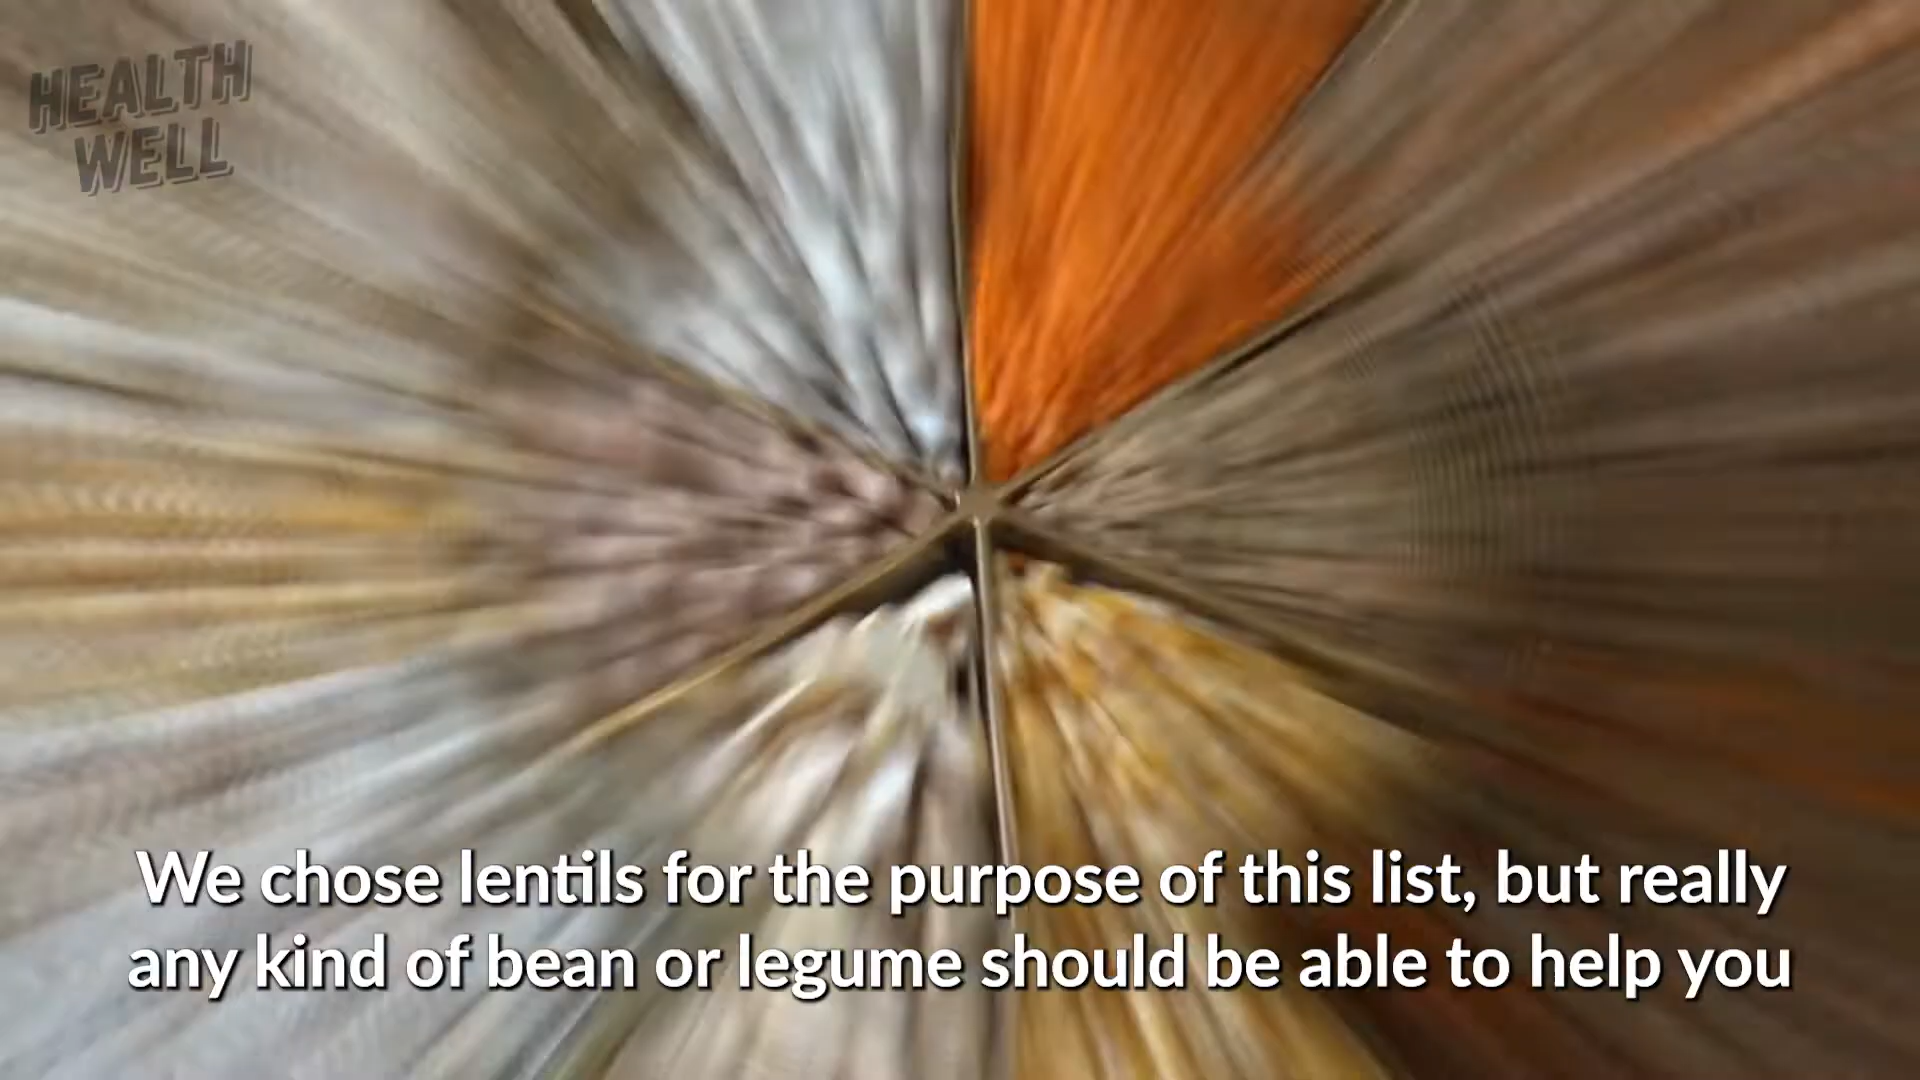 HEALTH
WELL
We chose lentils for the purpose of this list, but really
any kind of bean or legume should be able to help you